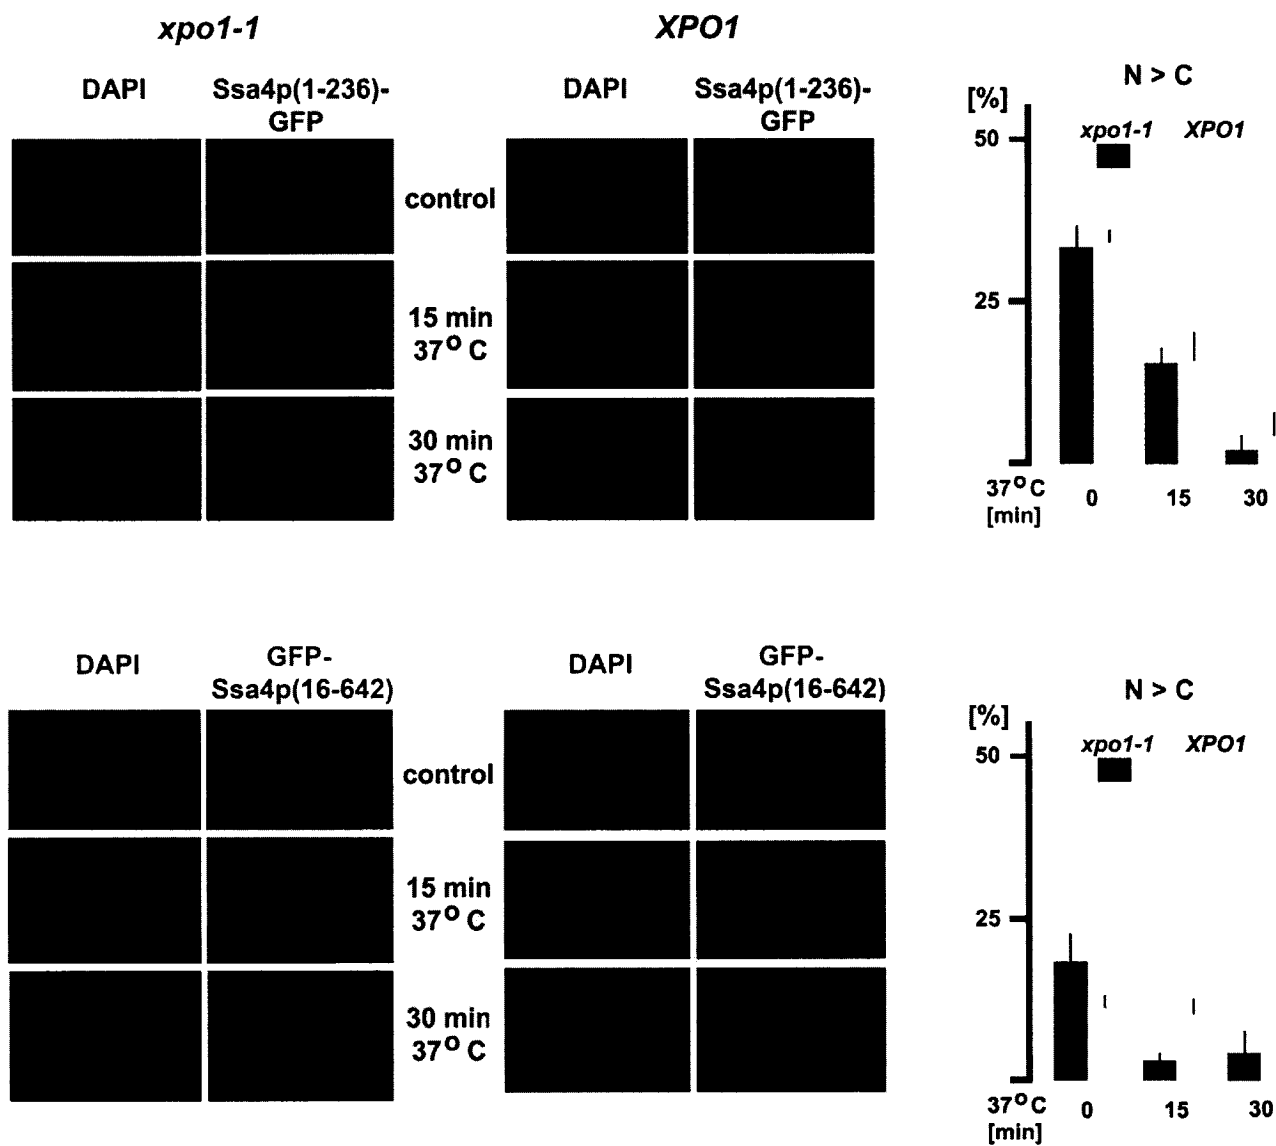 xpo1-1
XPO1
DAPI
Ssa4p(1-236)-
GFP
DAPI
Ssa4p(1-236)-
GFP
control
15 min
37° C
30 min
37° C
N > C
[%]
xpo1-1
XPO1
50
25
37°C
[min]
0
15
30
DAPI
GFP-
Ssa4p(16-642)
DAPI
GFP-
Ssa4p(16-642)
control
15 min
37° C
30 min
37° C
N > C
[%]
xpo1-1
XPO1
50
25
37°C
[min]
0
15
30